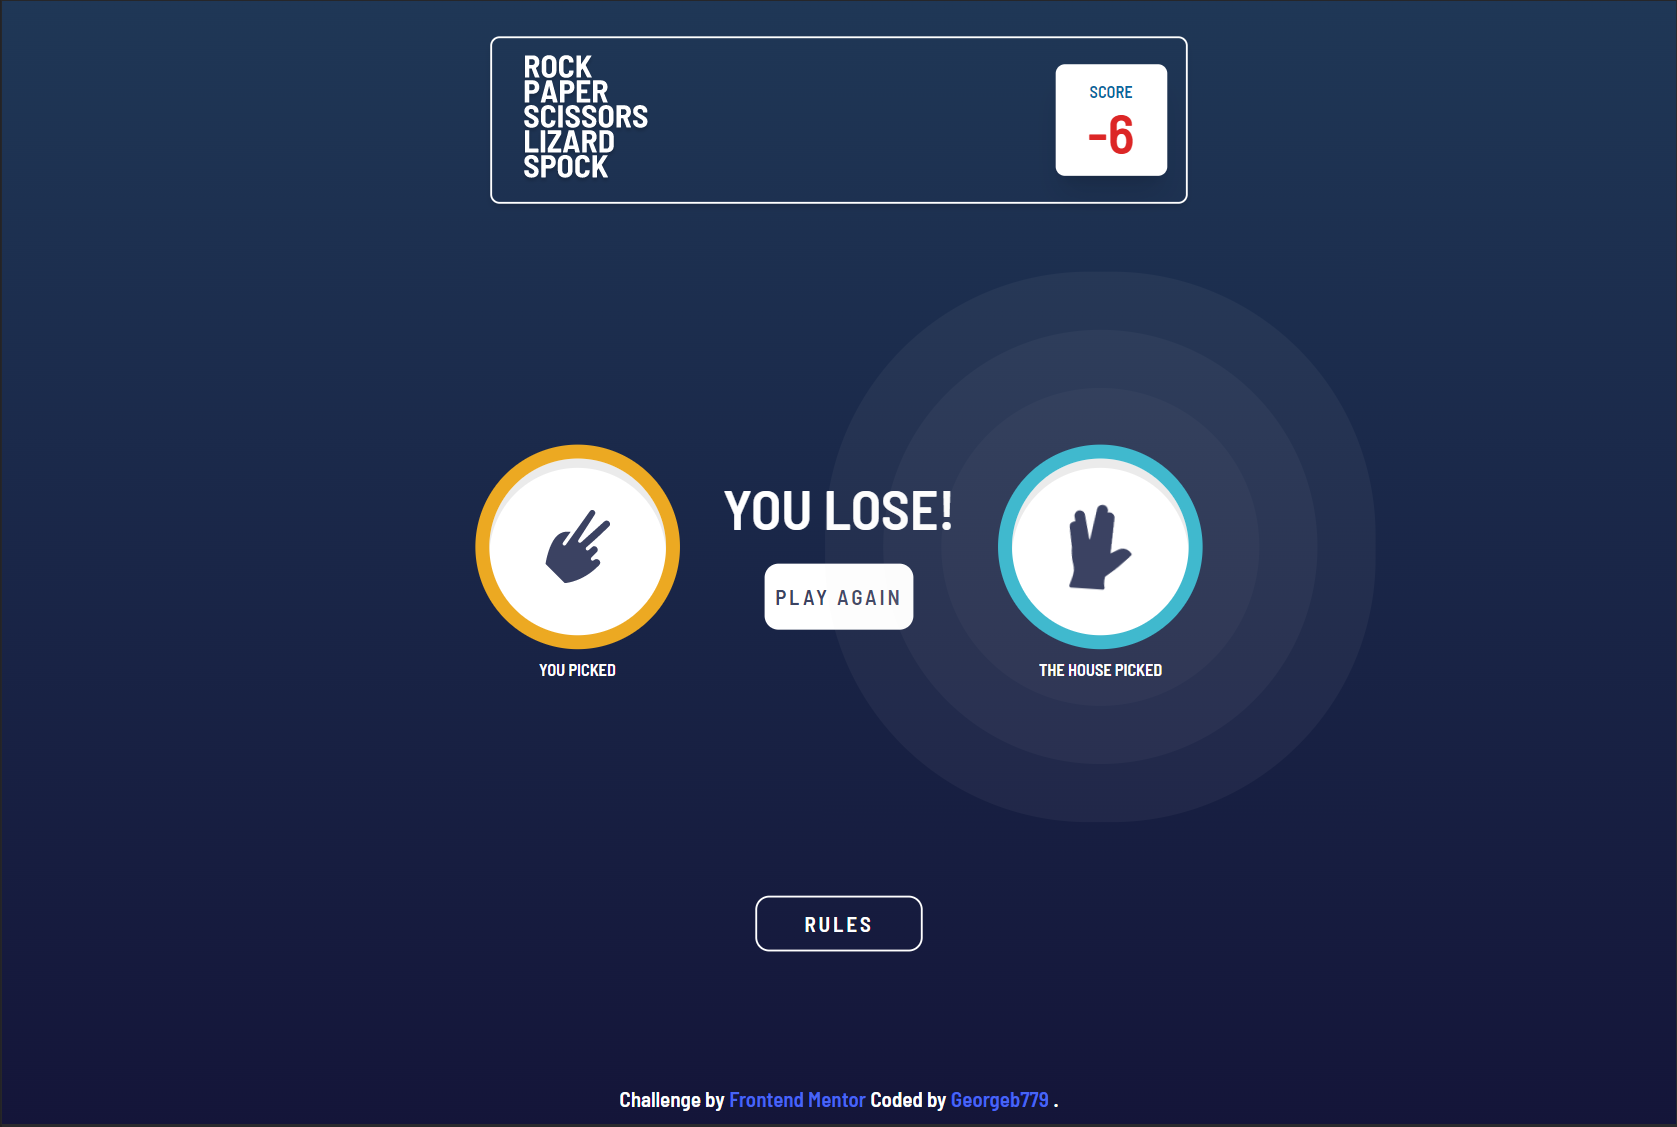 ROCK
PAPER
SCISSORS
LIZARD
SPOCK
SCORE
-6
YOU LOSE!
PLAY AGAIN
YOU PICKED
THE HOUSE PICKED
RULES
Challenge by Frontend Mentor Coded by Georgeb779 .